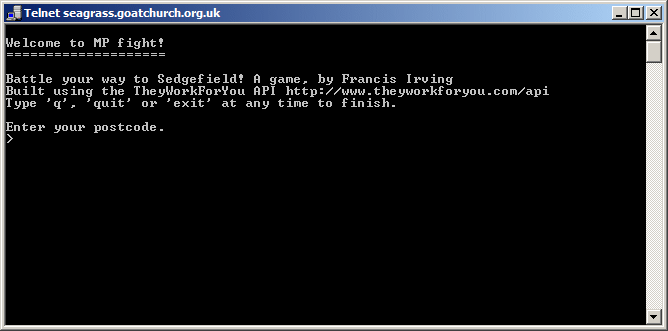 Telnet seagrass.goatchurch.org.uk
Welcome to MP fight!
====================
Battle your way to Sedgefield! A game, by Francis Irving
Built using the TheyWorkForYou API http://www.theyworkforyou.com/api
Type 'q', 'quit' or 'exit' at any time to finish.
Enter your postcode.
>